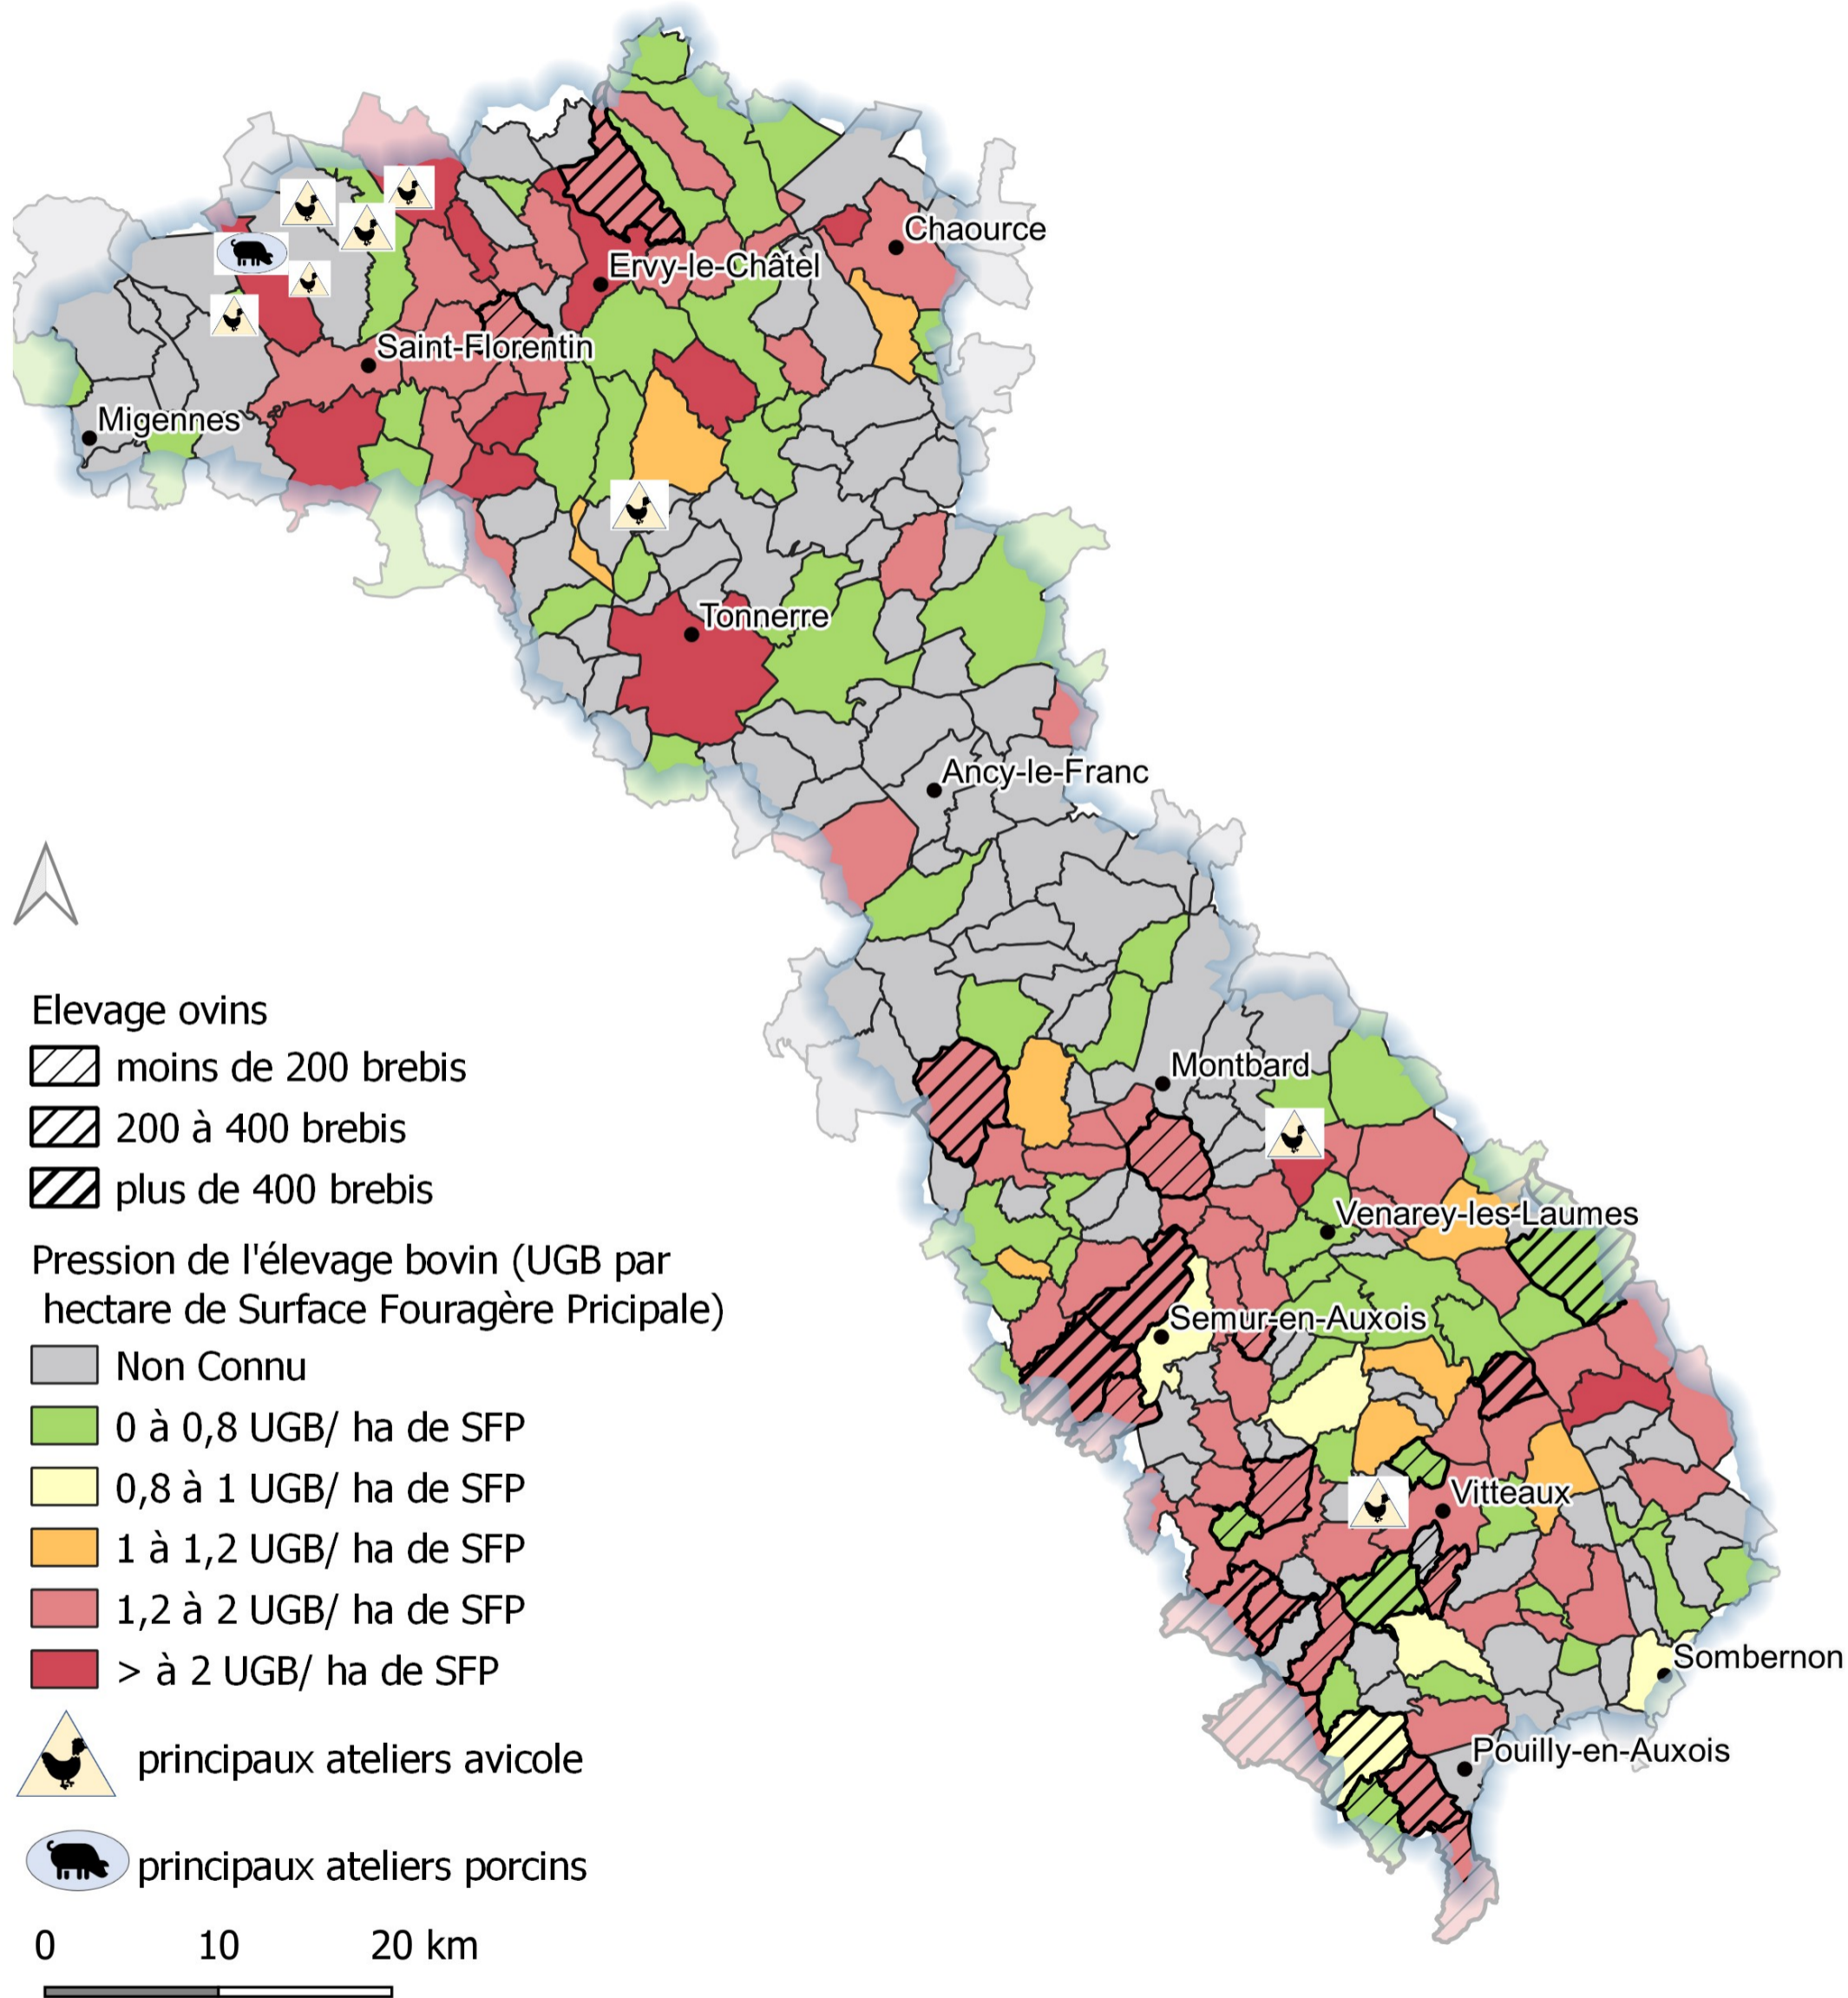 Chaource
Ervy-le-Châtel
Saint-Florentin
Migennes
Tonnerre
Ancy-le-Franc
Montbard
Venarey-les-Laumes
Semur-en-Auxois
Vitteaux
Sombernon
Pouilly-en-Auxois
Elevage ovins
moins de 200 brebis
200 à 400 brebis
plus de 400 brebis
Pression de l'élevage bovin (UGB par
hectare de Surface Fouragère Pricipale)
Non Connu
0 à 0,8 UGB/ ha de SFP
0,8 à 1 UGB/ ha de SFP
1 à 1,2 UGB/ ha de SFP
1,2 à 2 UGB/ ha de SFP
> à 2 UGB/ ha de SFP
principaux ateliers avicole
principaux ateliers porcins
0 10 20 km